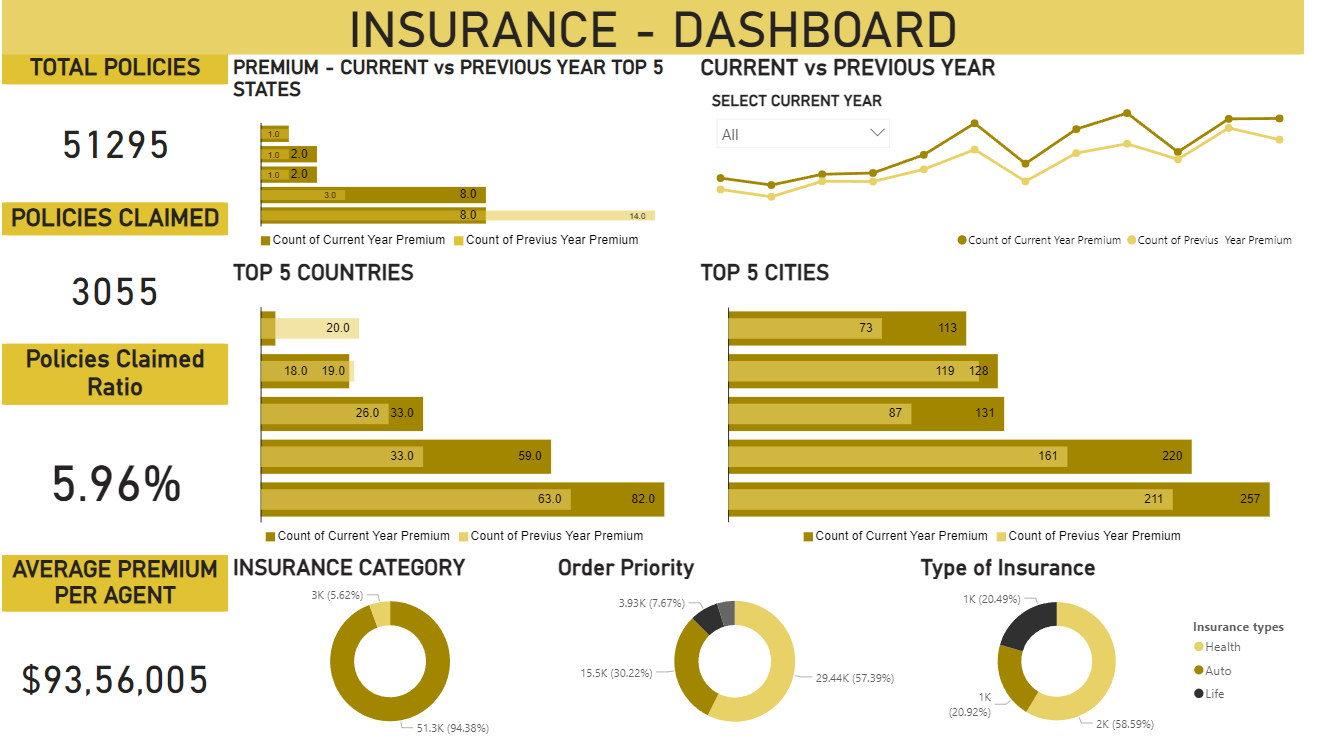 INSURANCE - DASHBOARD
TOTAL POLICIES
51295
POLICIES CLAIMED
3055
Policies Claimed
Ratio
5.96%
AVERAGE PREMIUM
PER AGENT
$93,56,005
PREMIUM - CURRENT vs PREVIOUS YEAR TOP 5
STATES
1.0
1.0 2.0
1.0 2.0
3.0 8.0
8.0 14.0
Count of Current Year Premium Count of Previus Year Premium
CURRENT vs PREVIOUS YEAR
SELECT CURRENT YEAR
All
Count of Current Year Premium Count of Previus Year Premium
TOP 5 COUNTRIES
20.0
18.0 19.0
26.0 33.0
33.0 59.0
63.0 82.0
Count of Current Year Premium Count of Previus Year Premium
TOP 5 CITIES
73 113
119 128
87 131
161 220
211 257
Count of Current Year Premium Count of Previus Year Premium
INSURANCE CATEGORY
3K (5.62%)
51.3K (94.38%)
Order Priority
3.93K (7.67%)
15.5K (30.22%)
29.44K (57.39%)
Type of Insurance
1K (20.49%)
1K
(20.92%)
2K (58.59%)
Insurance types
Health
Auto
Life